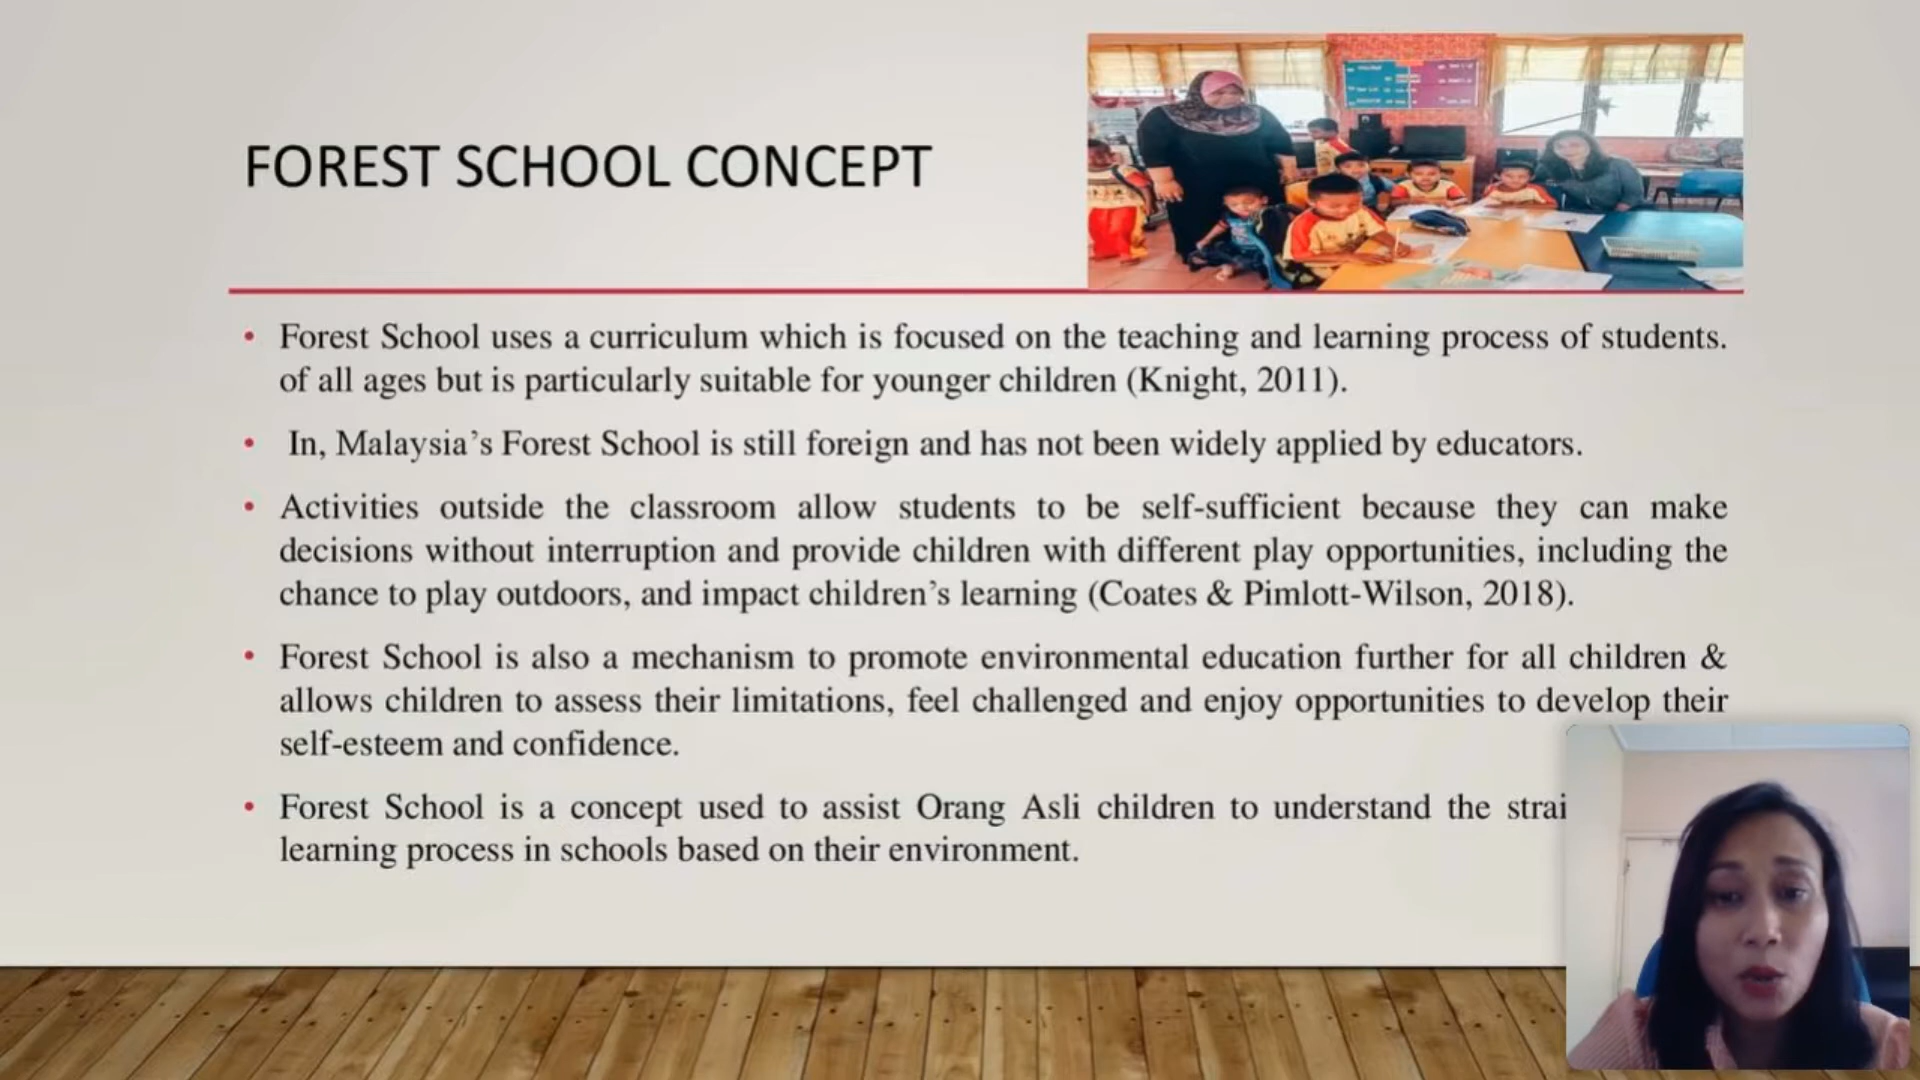 FOREST SCHOOL CONCEPT
• Forest School uses a curriculum which is focused on the teaching and learning process of students.
of all ages but is particularly suitable for younger children (Knight, 2011).
• In, Malaysia’s Forest School is still foreign and has not been widely applied by educators.
• Activities outside the classroom allow students to be self-sufficient because they can make
decisions without interruption and provide children with different play opportunities, including the
chance to play outdoors, and impact children’s learning (Coates & Pimlott-Wilson, 2018).
• Forest School is also a mechanism to promote environmental education further for all children &
allows children to assess their limitations, feel challenged and enjoy opportunities to develop their
self-esteem and confidence.
• Forest School is a concept used to assist Orang Asli children to understand the
learning process in schools based on their environment.